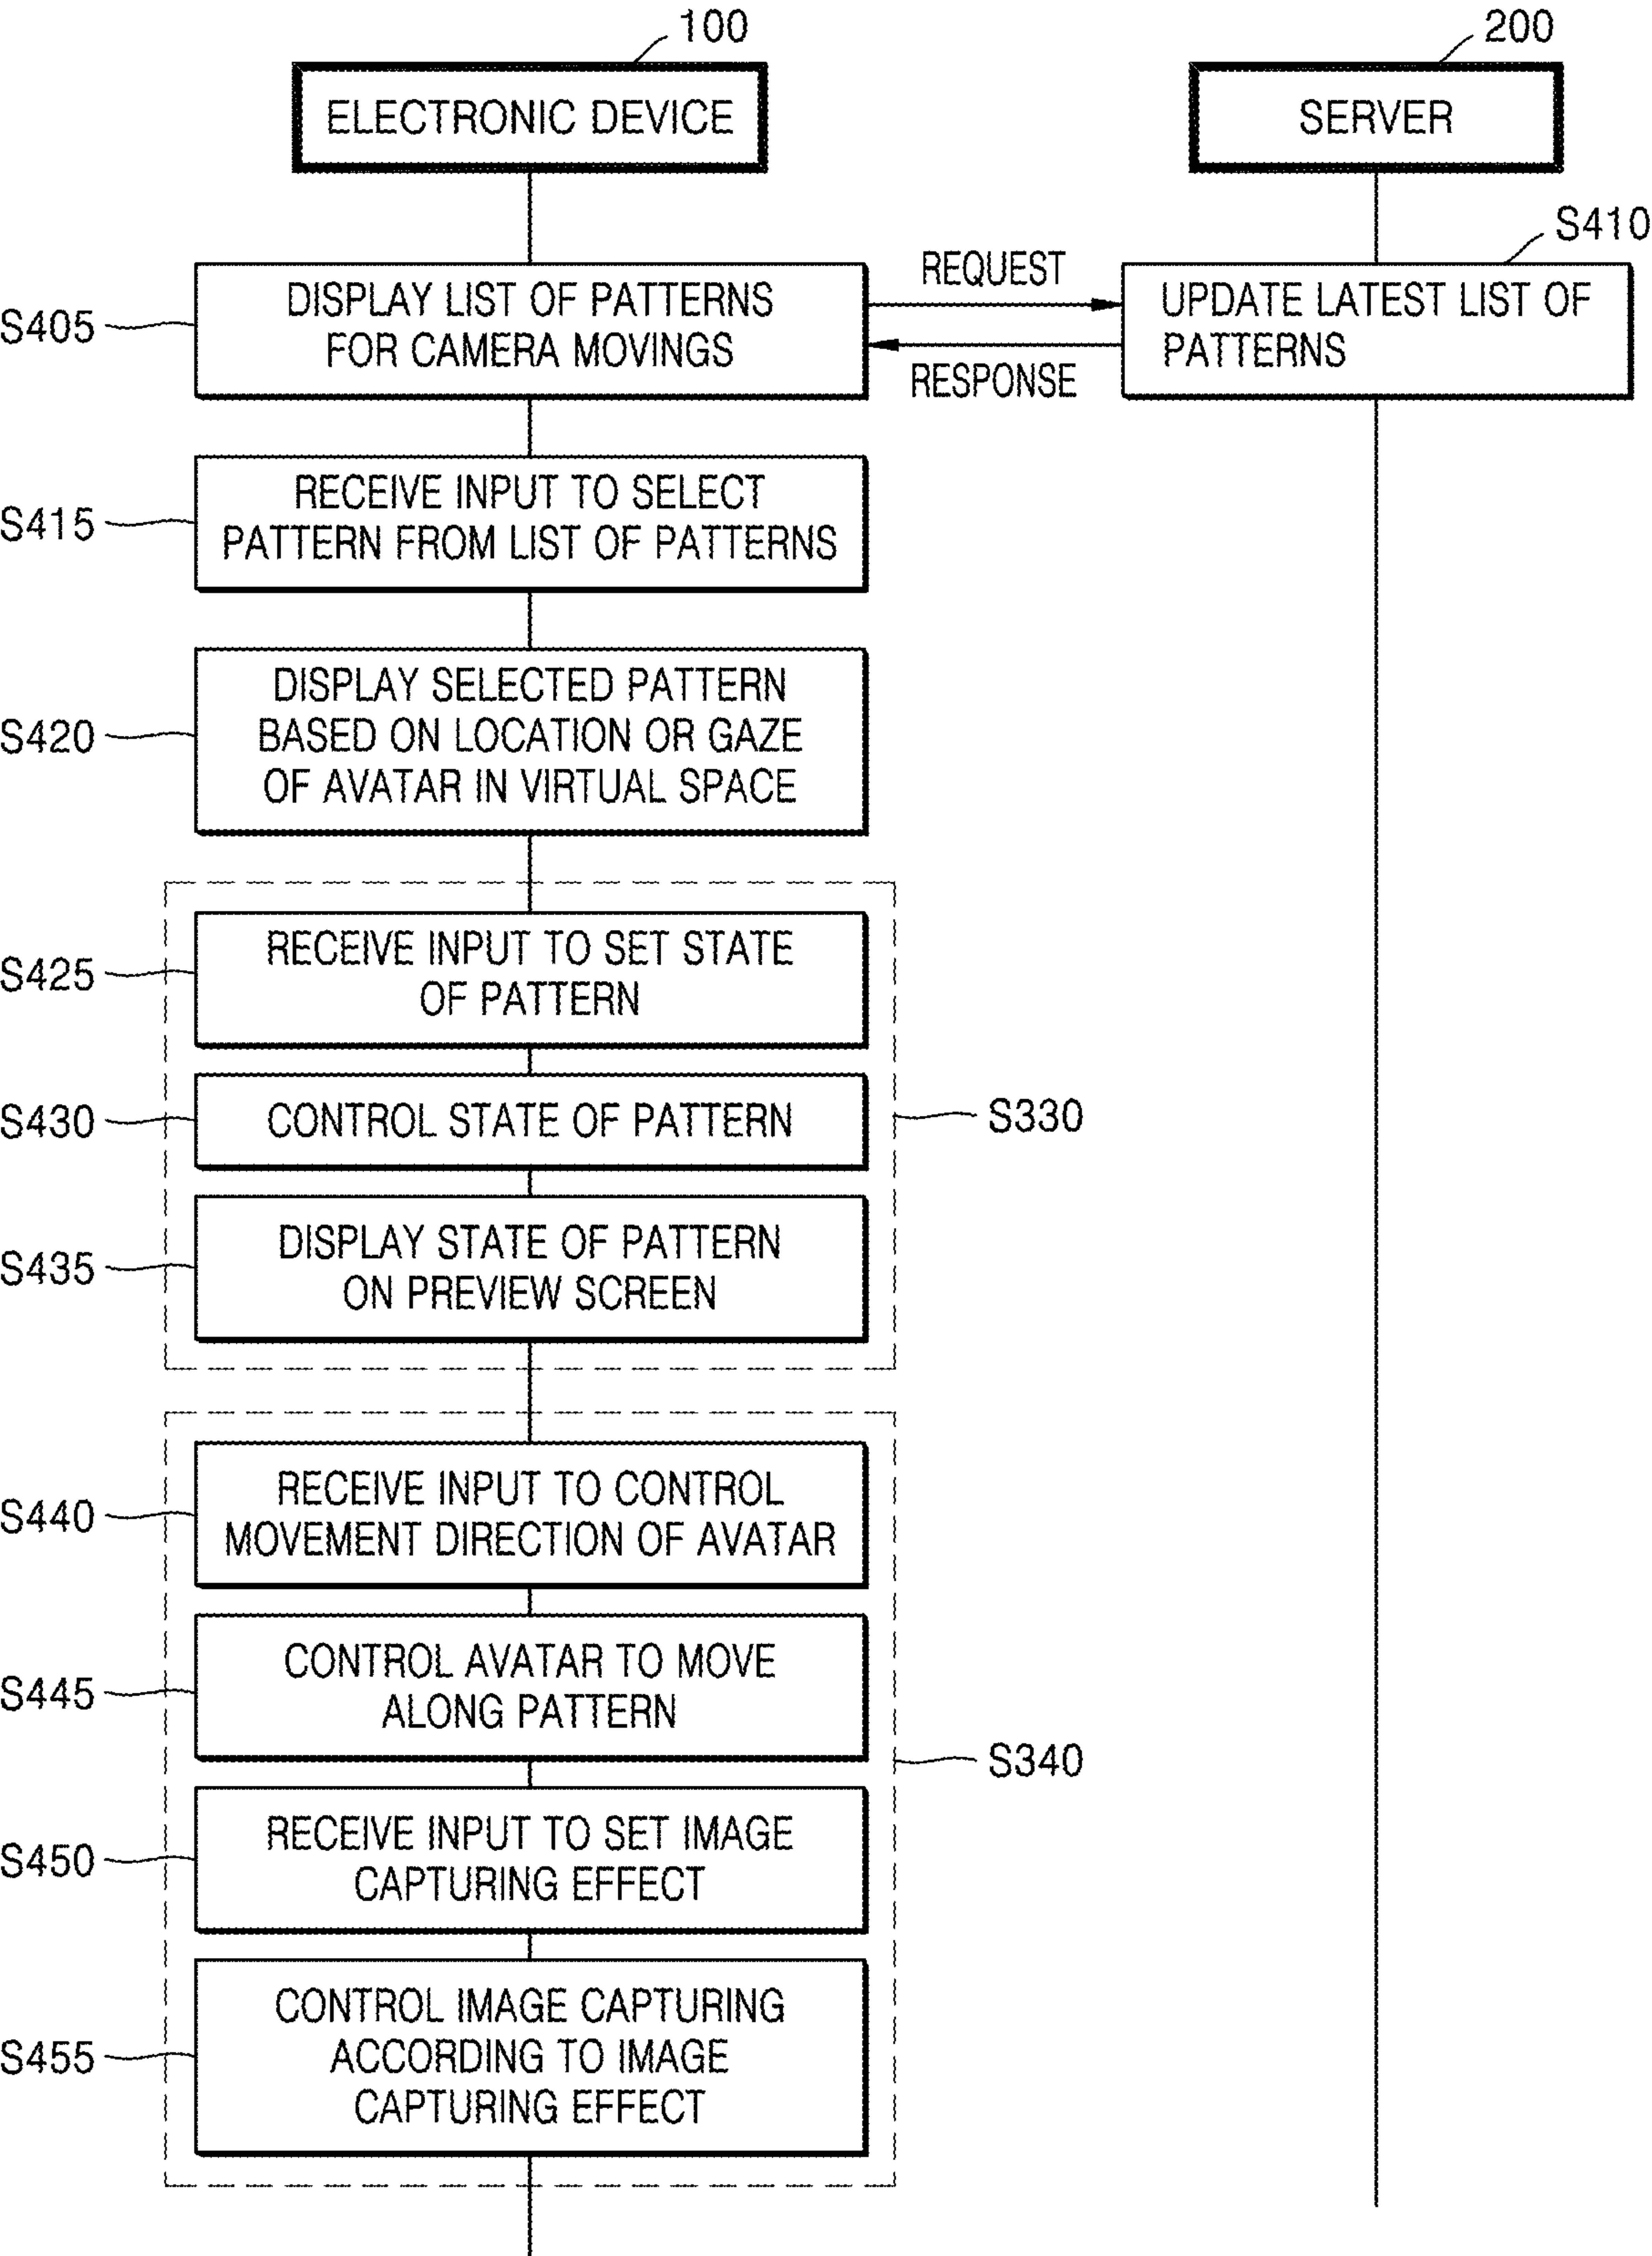 100
200
ELECTRONIC DEVICE
SERVER
S410
S405
DISPLAY LIST OF PATTERNS
FOR CAMERA MOVINGS
REQUEST
RESPONSE
UPDATE LATEST LIST OF
PATTERNS
S415
RECEIVE INPUT TO SELECT
PATTERN FROM LIST OF PATTERNS
S420
DISPLAY SELECTED PATTERN
BASED ON LOCATION OR GAZE
OF AVATAR IN VIRTUAL SPACE
S425
RECEIVE INPUT TO SET STATE
OF PATTERN
S430
CONTROL STATE OF PATTERN
S330
S435
DISPLAY STATE OF PATTERN
ON PREVIEW SCREEN
S440
RECEIVE INPUT TO CONTROL
MOVEMENT DIRECTION OF AVATAR
S445
CONTROL AVATAR TO MOVE
ALONG PATTERN
S340
S450
RECEIVE INPUT TO SET IMAGE
CAPTURING EFFECT
S455
CONTROL IMAGE CAPTURING
ACCORDING TO IMAGE
CAPTURING EFFECT